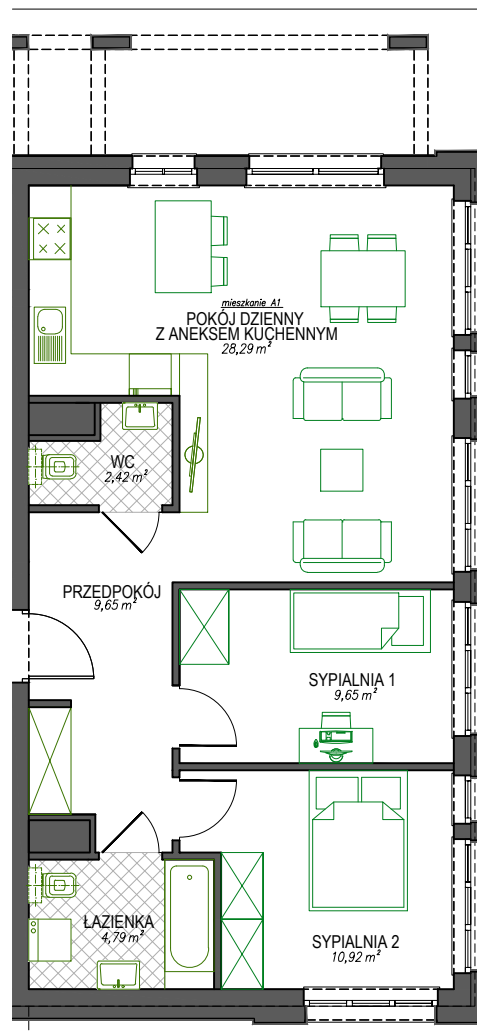 mieszkanie A1
POKÓJ DZIENNY
Z ANEKSEM KUCHENNYM
28,29 m²
WC
2,42 m²
PRZEDPOKÓJ
9,65 m²
SYPIALNIA 1
9,65 m²
ŁAZIENKA
4,79 m²
SYPIALNIA 2
10,92 m²